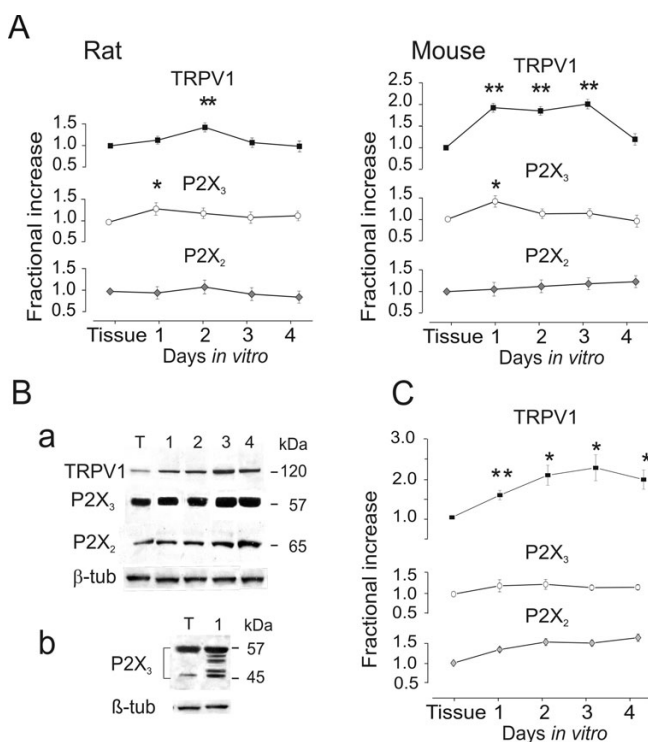 A
Rat
TRPV1
**
1.5
1.0
0.5
*
P2X3
1.5
1.0
0.5
P2X2
1.5
1.0
0.5
Fractional increase
Tissue 1 2 3 4
Days in vitro
Mouse
TRPV1
** ** **
2.5
2.0
1.5
1.0
0.5
P2X3
*
1.5
1.0
0.5
P2X2
1.5
1.0
0.5
Fractional increase
Tissue 1 2 3 4
Days in vitro
B
a
T 1 2 3 4 kDa
TRPV1 - 120
P2X3 - 57
P2X2 - 65
β-tub
b
T 1 kDa
P2X3 - 57
- 45
ß-tub
C
TRPV1
3.0
2.0
1.0
** * * *
P2X3
1.5
1.0
0.5
P2X2
1.5
1.0
0.5
Fractional increase
Tissue 1 2 3 4
Days in vitro